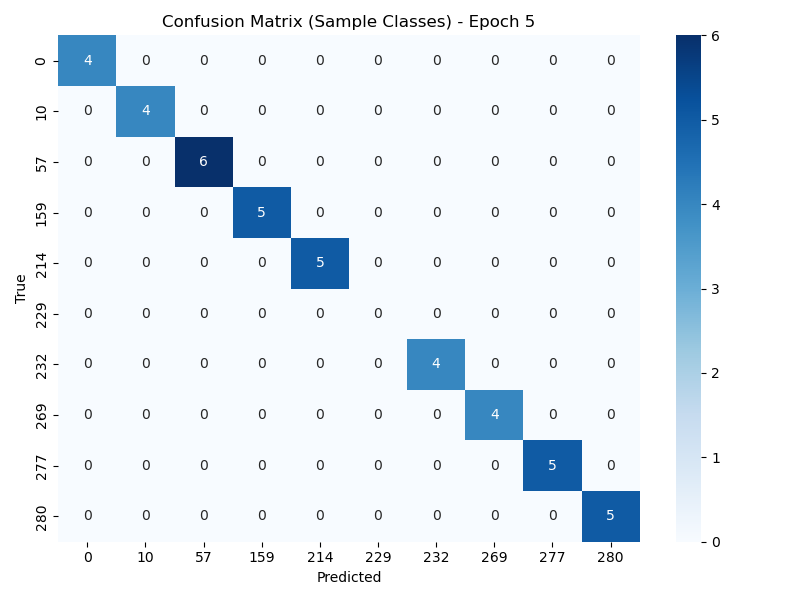 Confusion Matrix (Sample Classes) - Epoch 5
True
0 4 0 0 0 0 0 0 0 0 0
10 0 4 0 0 0 0 0 0 0 0
57 0 0 6 0 0 0 0 0 0 0
159 0 0 0 5 0 0 0 0 0 0
214 0 0 0 0 5 0 0 0 0 0
229 0 0 0 0 0 0 0 0 0 0
232 0 0 0 0 0 0 4 0 0 0
269 0 0 0 0 0 0 0 4 0 0
277 0 0 0 0 0 0 0 0 5 0
280 0 0 0 0 0 0 0 0 0 5
0 10 57 159 214 229 232 269 277 280
Predicted
6
5
4
3
2
1
0